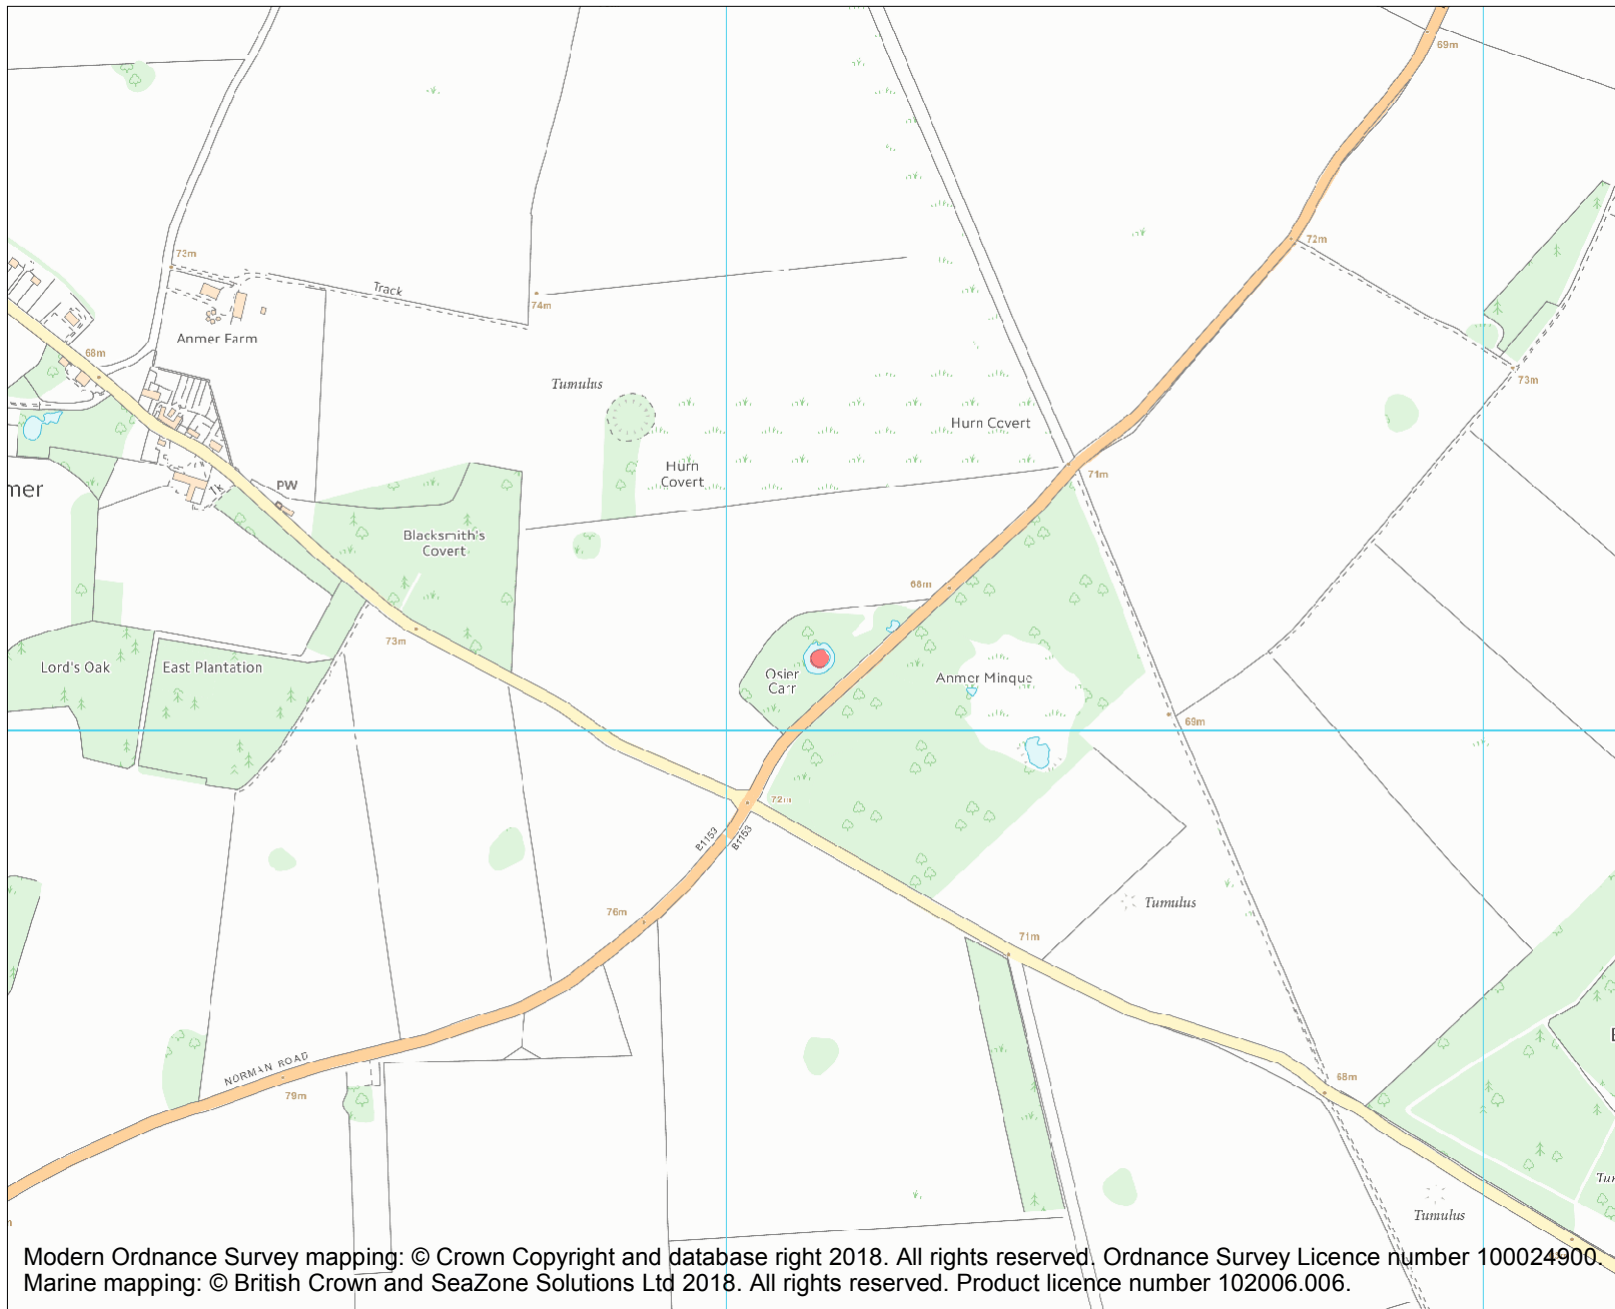 69m
72m
73m
Track
74m
Anmer Farm
68m
73m
Tumulus
Hurn Covert
71m
Hurn
Covert
mer
PW
Tk
Blacksmith's
Covert
68m
73m
Lord's Oak
East Plantation
Osier
Carr
Anmer Minque
69m
72m
B1153
B1153
Tumulus
76m
71m
NORMAN ROAD
79m
68m
Tumulus
Modern Ordnance Survey mapping: © Crown Copyright and database right 2018. All rights reserved. Ordnance Survey Licence number 100024900.
Marine mapping: © British Crown and SeaZone Solutions Ltd 2018. All rights reserved. Product licence number 102006.006.